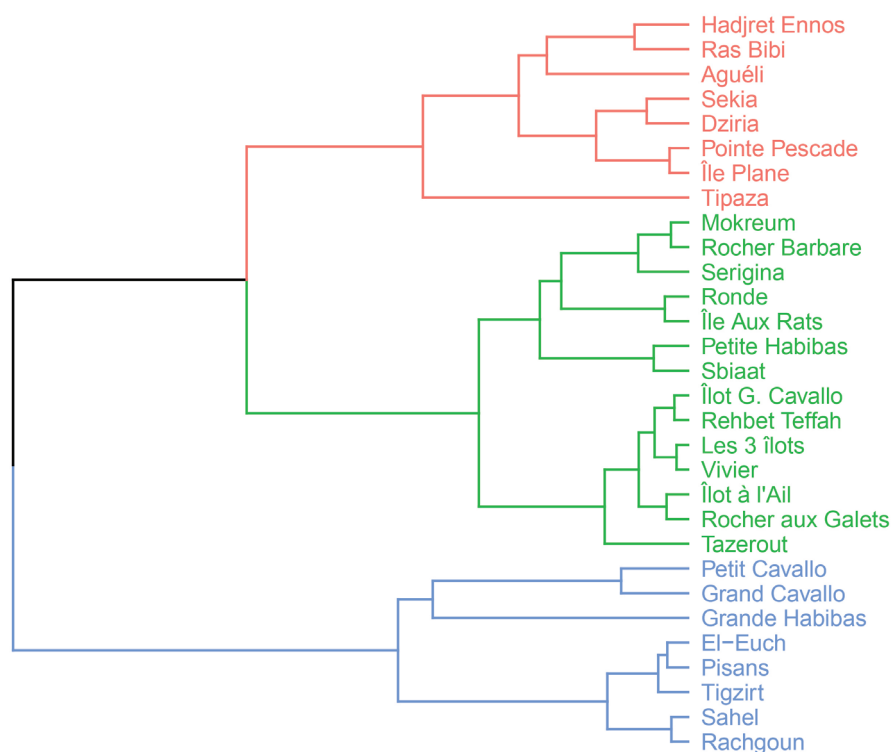 Hadjret Ennos
Ras Bibi
Aguéli
Sekia
Dziria
Pointe Pescade
Île Plane
Tipaza
Mokreum
Rocher Barbare
Serigina
Ronde
Île Aux Rats
Petite Habibas
Sbiaat
Îlot G. Cavallo
Rehbet Teffah
Les 3 îlots
Vivier
Îlot à l'Ail
Rocher aux Galets
Tazerout
Petit Cavallo
Grand Cavallo
Grande Habibas
El−Euch
Pisans
Tigzirt
Sahel
Rachgoun